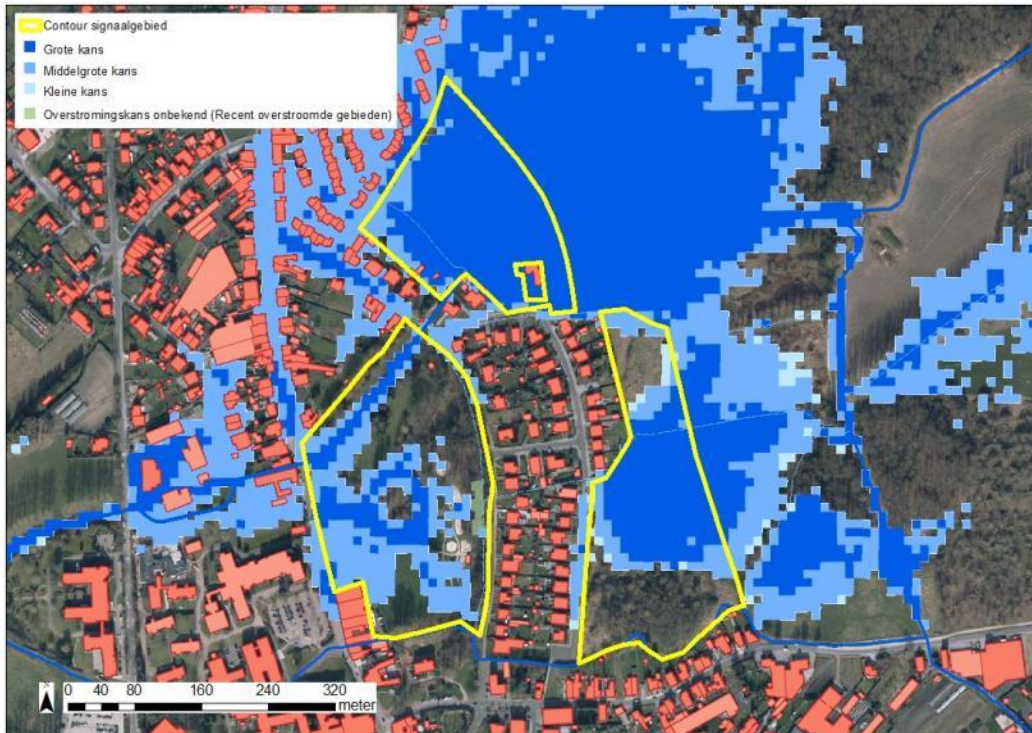 Contour signaalgebied
Grote kans
Middelgrote kans
Kleine kans
Overstromingskans onbekend (Recent overstroomde gebieden)
0 40 80 160 240 320
meter